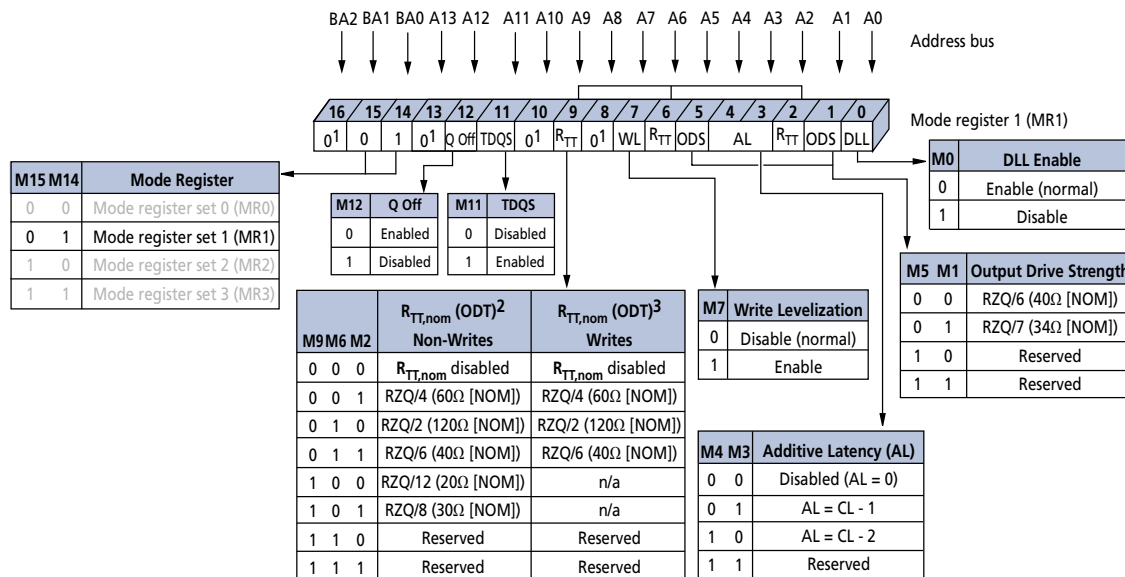 BA2 BA1 BA0 A13 A12 A11 A10 A9 A8 A7 A6 A5 A4 A3 A2 A1 A0
Address bus
16 15 14 13 12 11 10 9 8 7 6 5 4 3 2 1 0
0¹ 0 1 0¹ Q Off TDQS 0¹ RTT 0¹ WL RTT ODS AL RTT ODS DLL
Mode register 1 (MR1)
M15 M14 Mode Register
0 0 Mode register set 0 (MR0)
0 1 Mode register set 1 (MR1)
1 0 Mode register set 2 (MR2)
1 1 Mode register set 3 (MR3)
M12 Q Off
0 Enabled
1 Disabled
M11 TDQS
0 Disabled
1 Enabled
M0 DLL Enable
0 Enable (normal)
1 Disable
M5 M1 Output Drive Strength
0 0 RZQ/6 (40Ω [NOM])
0 1 RZQ/7 (34Ω [NOM])
1 0 Reserved
1 1 Reserved
M9 M6 M2 RTT,nom (ODT)² Non-Writes RTT,nom (ODT)³ Writes
0 0 0 RTT,nom disabled RTT,nom disabled
0 0 1 RZQ/4 (60Ω [NOM]) RZQ/4 (60Ω [NOM])
0 1 0 RZQ/2 (120Ω [NOM]) RZQ/2 (120Ω [NOM])
0 1 1 RZQ/6 (40Ω [NOM]) RZQ/6 (40Ω [NOM])
1 0 0 RZQ/12 (20Ω [NOM]) n/a
1 0 1 RZQ/8 (30Ω [NOM]) n/a
1 1 0 Reserved Reserved
1 1 1 Reserved Reserved
M7 Write Levelization
0 Disable (normal)
1 Enable
M4 M3 Additive Latency (AL)
0 0 Disabled (AL = 0)
0 1 AL = CL - 1
1 0 AL = CL - 2
1 1 Reserved